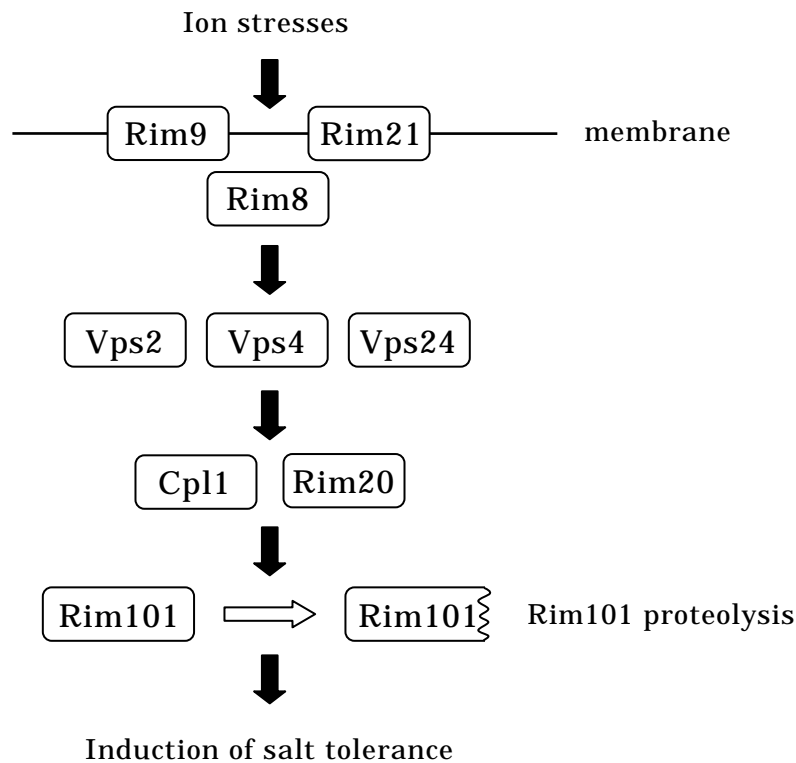 Ion stresses
Rim9 Rim21 membrane
Rim8
Vps2 Vps4 Vps24
Cpl1 Rim20
Rim101 Rim101 Rim101 proteolysis
Induction of salt tolerance